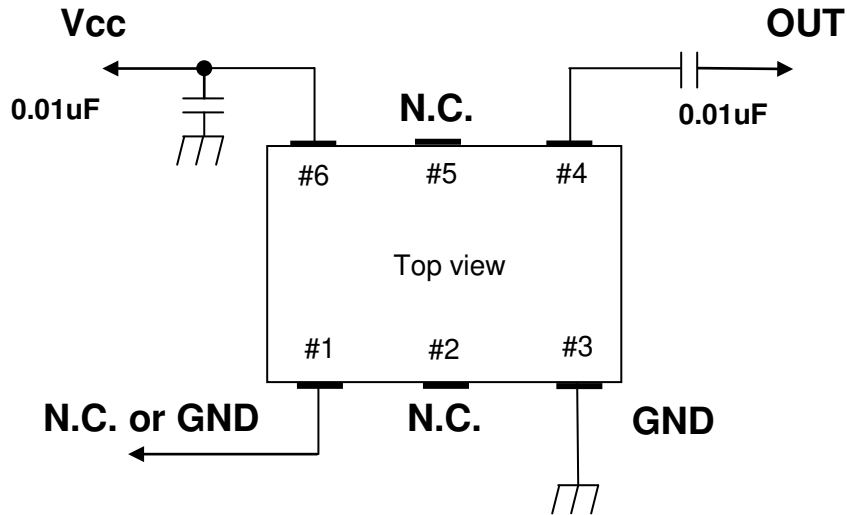 Vcc
OUT
0.01uF
N.C.
0.01uF
#6
#5
#4
Top view
#1
#2
#3
N.C. or GND
N.C.
GND